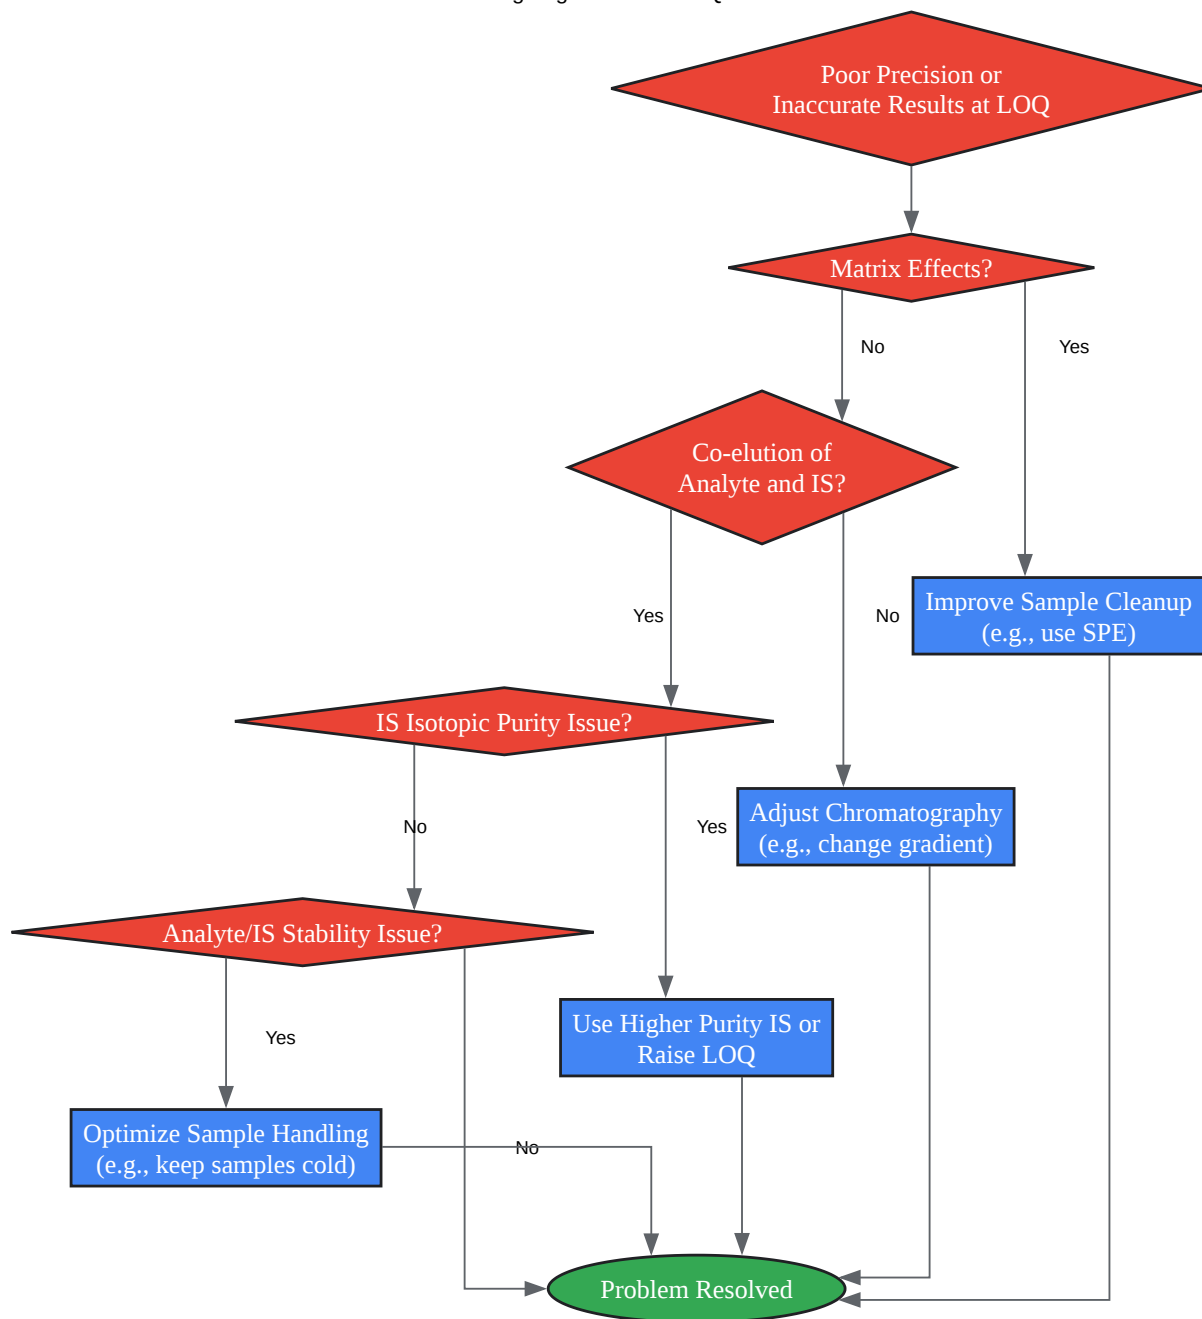 Poor Precision or
Inaccurate Results at LOQ
Matrix Effects?
No
Yes
Co-elution of
Analyte and IS?
Improve Sample Cleanup
(e.g., use SPE)
Yes
No
IS Isotopic Purity Issue?
Adjust Chromatography
(e.g., change gradient)
No
Yes
Analyte/IS Stability Issue?
Use Higher Purity IS or
Raise LOQ
Yes
Optimize Sample Handling
(e.g., keep samples cold)
No
Problem Resolved